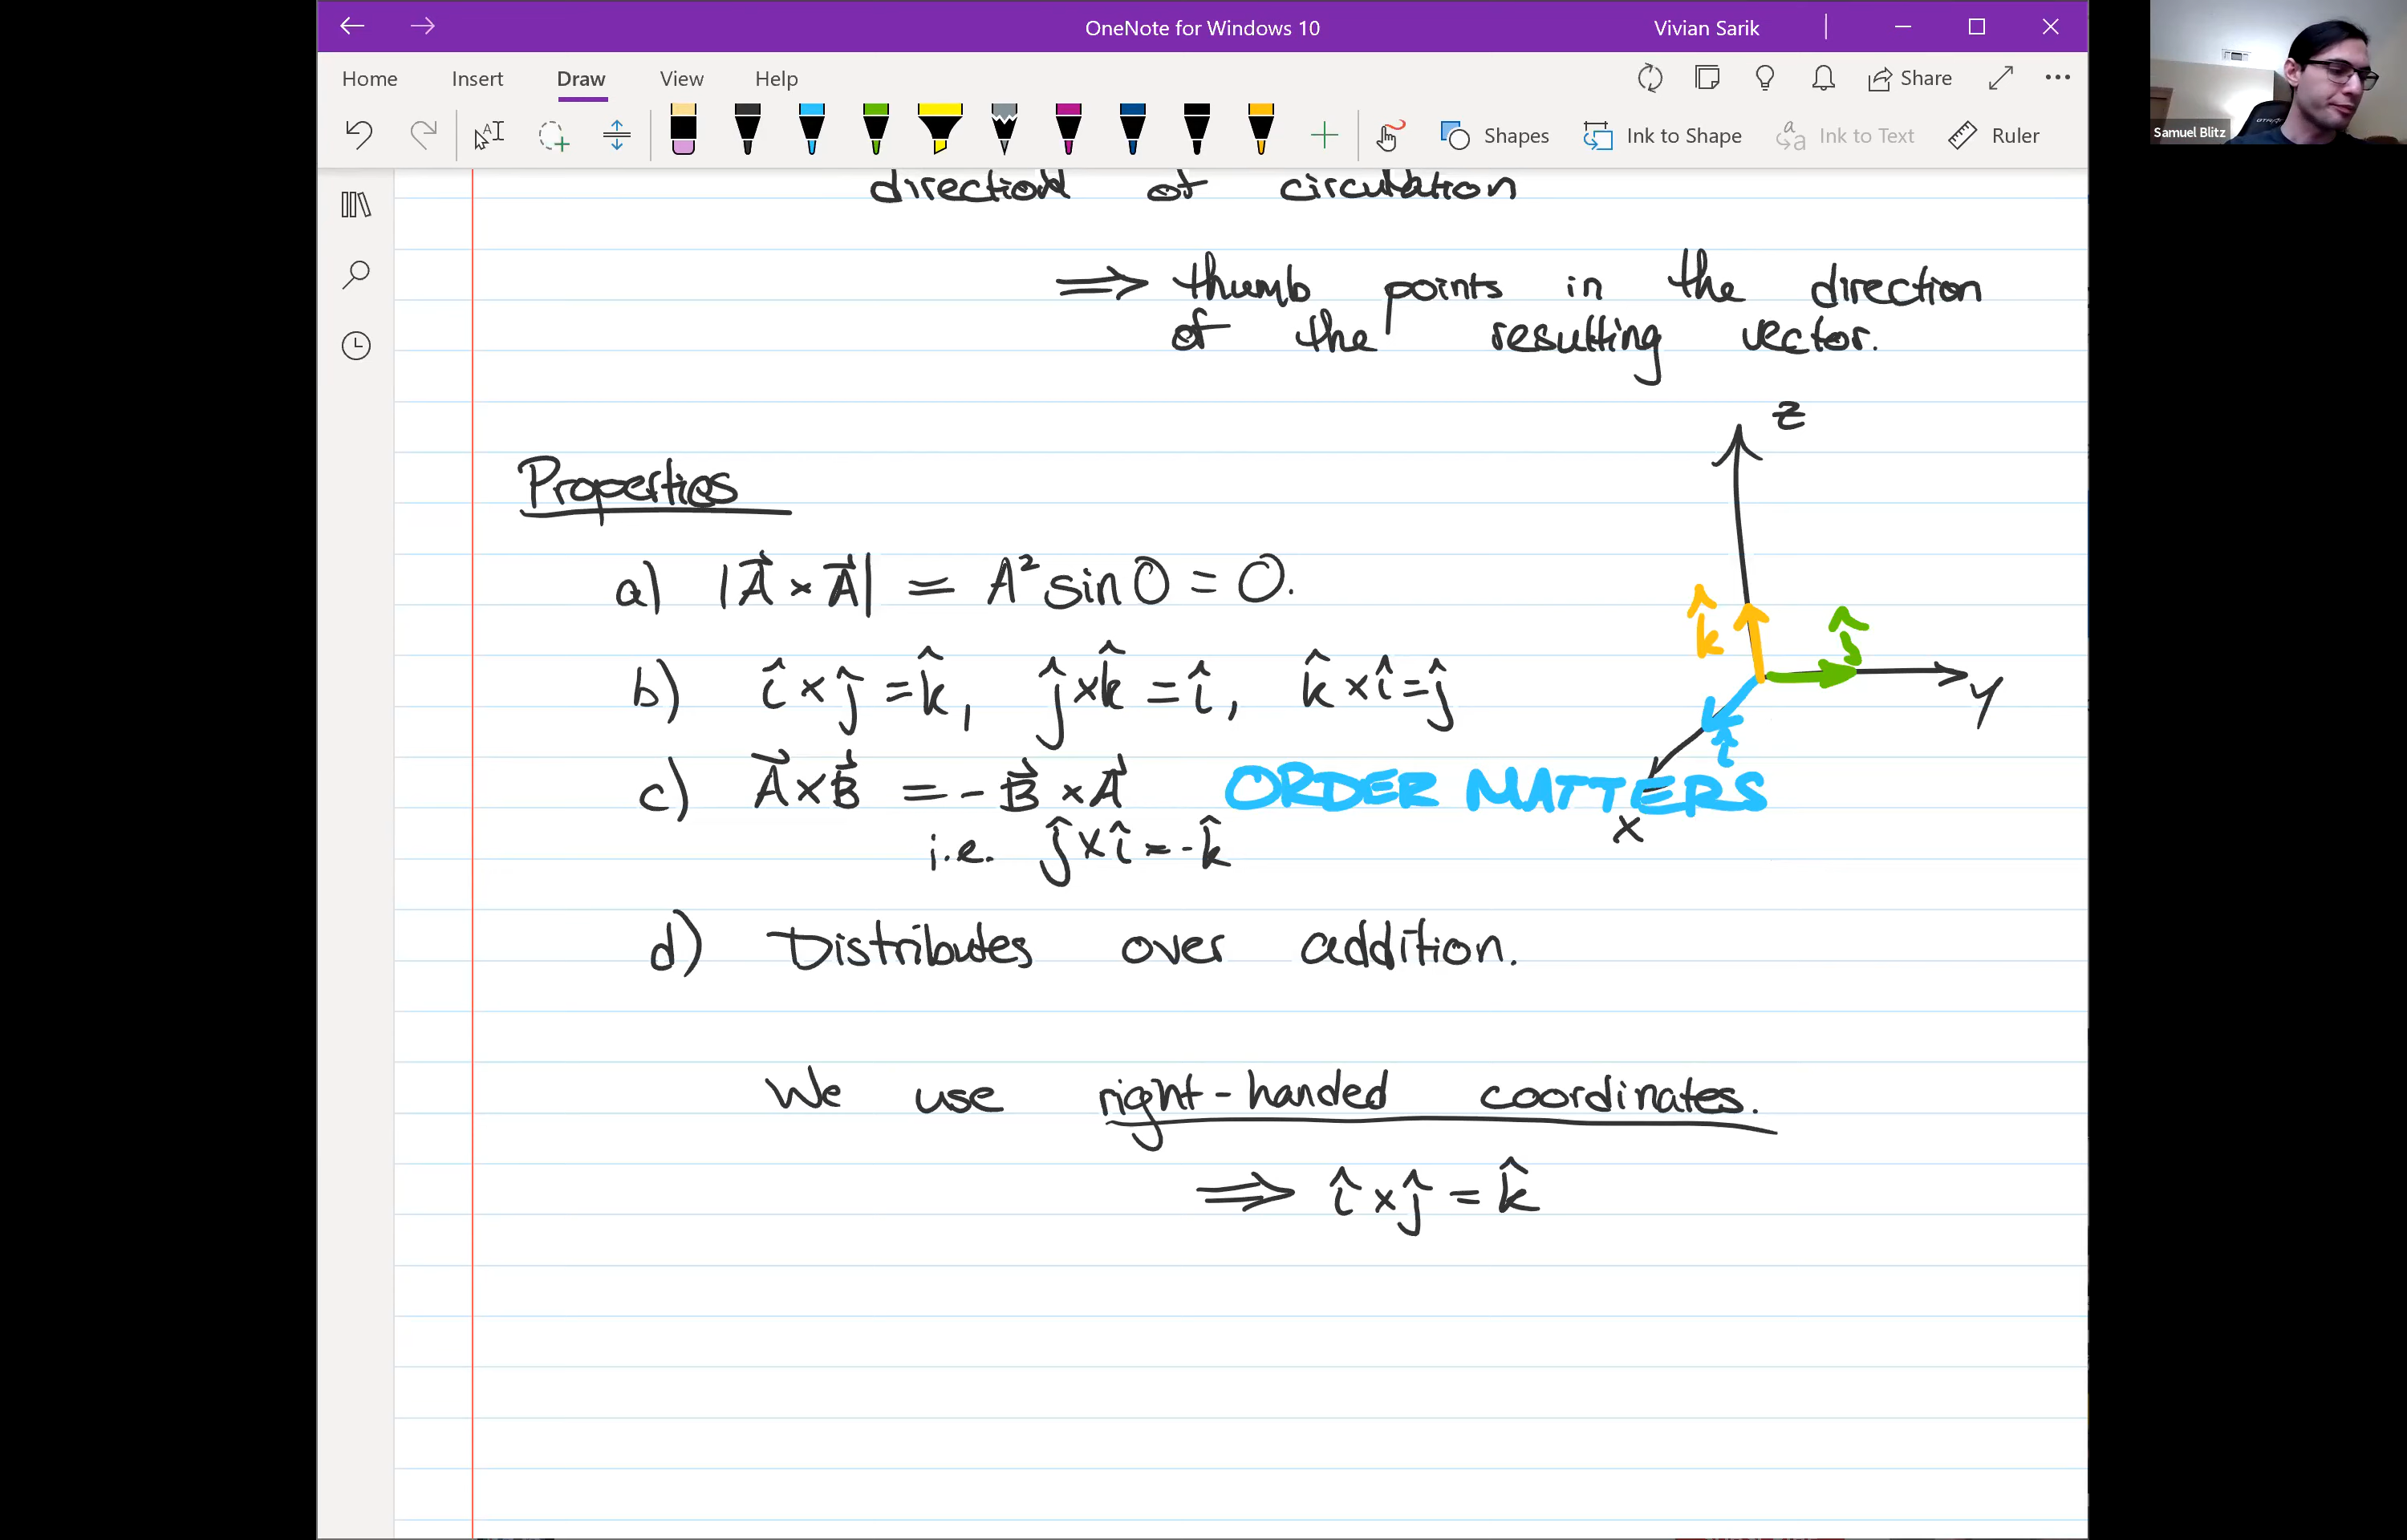 OneNote for Windows 10
Vivian Sarik
Home Insert Draw View Help
Share
Shapes Ink to Shape Ink to Text Ruler
Samuel Blitz
direction of circulation
⟹ thumb points in the direction
of the resulting vector.
z
Properties
a) |A⃗ × A⃗| = A² sin 0 = 0.
k̂ ĵ
b) î × ĵ = k̂, ĵ × k̂ = î, k̂ × î = ĵ
y
î
c) A⃗ × B⃗ = - B⃗ × A⃗ ORDER MATTERS
x
i.e. ĵ × î = -k̂
d) Distributes over addition.
We use right-handed coordinates.
⟹ î × ĵ = k̂